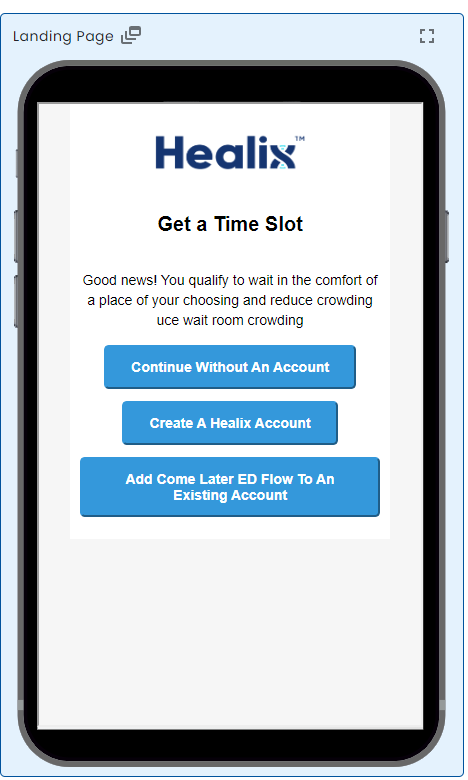 Landing Page
Healix™
Get a Time Slot
Good news! You qualify to wait in the comfort of
a place of your choosing and reduce crowding
uce wait room crowding
Continue Without An Account
Create A Healix Account
Add Come Later ED Flow To An
Existing Account